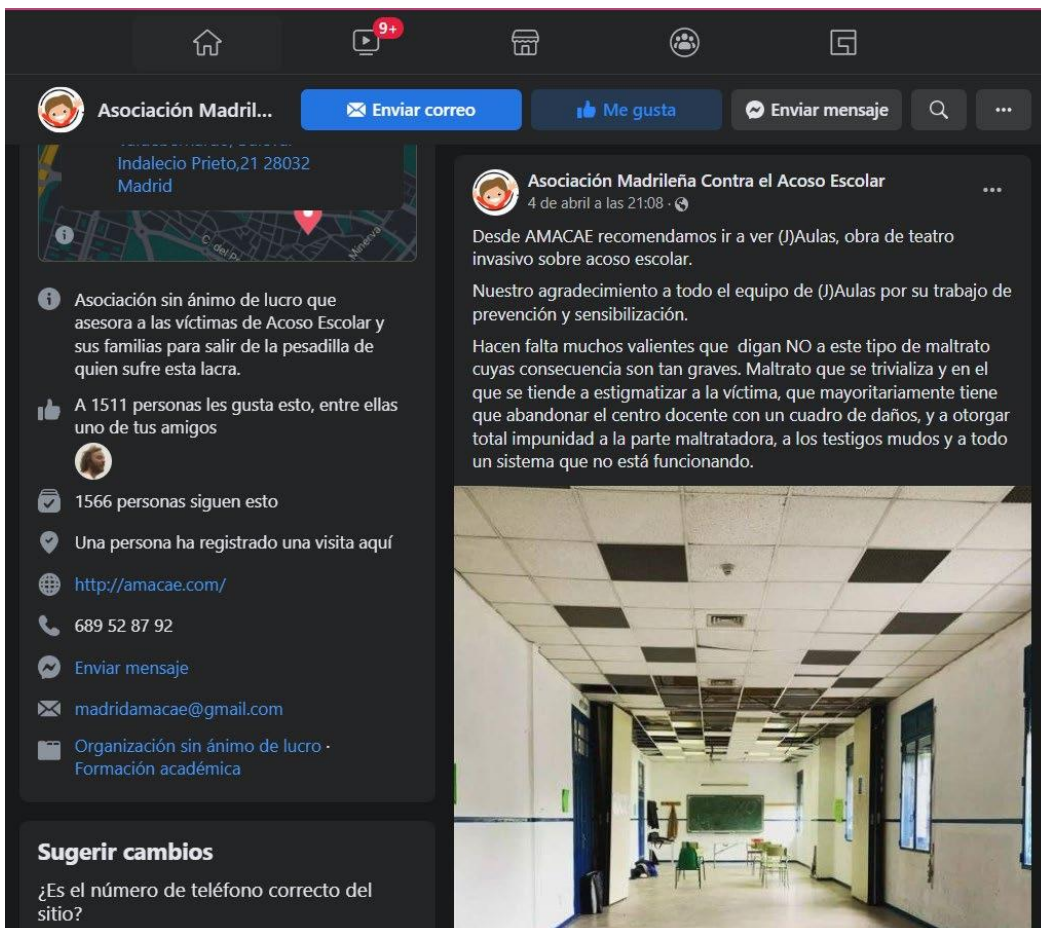 9+
Asociación Madril...
Enviar correo
Me gusta
Enviar mensaje
Indalecio Prieto,21 28032
Madrid
C. del
Minerva
Asociación sin ánimo de lucro que
asesora a las víctimas de Acoso Escolar y
sus familias para salir de la pesadilla de
quien sufre esta lacra.
A 1511 personas les gusta esto, entre ellas
uno de tus amigos
1566 personas siguen esto
Una persona ha registrado una visita aquí
http://amacae.com/
689 52 87 92
Enviar mensaje
madridamacae@gmail.com
Organización sin ánimo de lucro ·
Formación académica
Sugerir cambios
¿Es el número de teléfono correcto del
sitio?
Asociación Madrileña Contra el Acoso Escolar
4 de abril a las 21:08 ·
Desde AMACAE recomendamos ir a ver (J)Aulas, obra de teatro
invasivo sobre acoso escolar.
Nuestro agradecimiento a todo el equipo de (J)Aulas por su trabajo de
prevención y sensibilización.
Hacen falta muchos valientes que digan NO a este tipo de maltrato
cuyas consecuencia son tan graves. Maltrato que se trivializa y en el
que se tiende a estigmatizar a la víctima, que mayoritariamente tiene
que abandonar el centro docente con un cuadro de daños, y a otorgar
total impunidad a la parte maltratadora, a los testigos mudos y a todo
un sistema que no está funcionando.